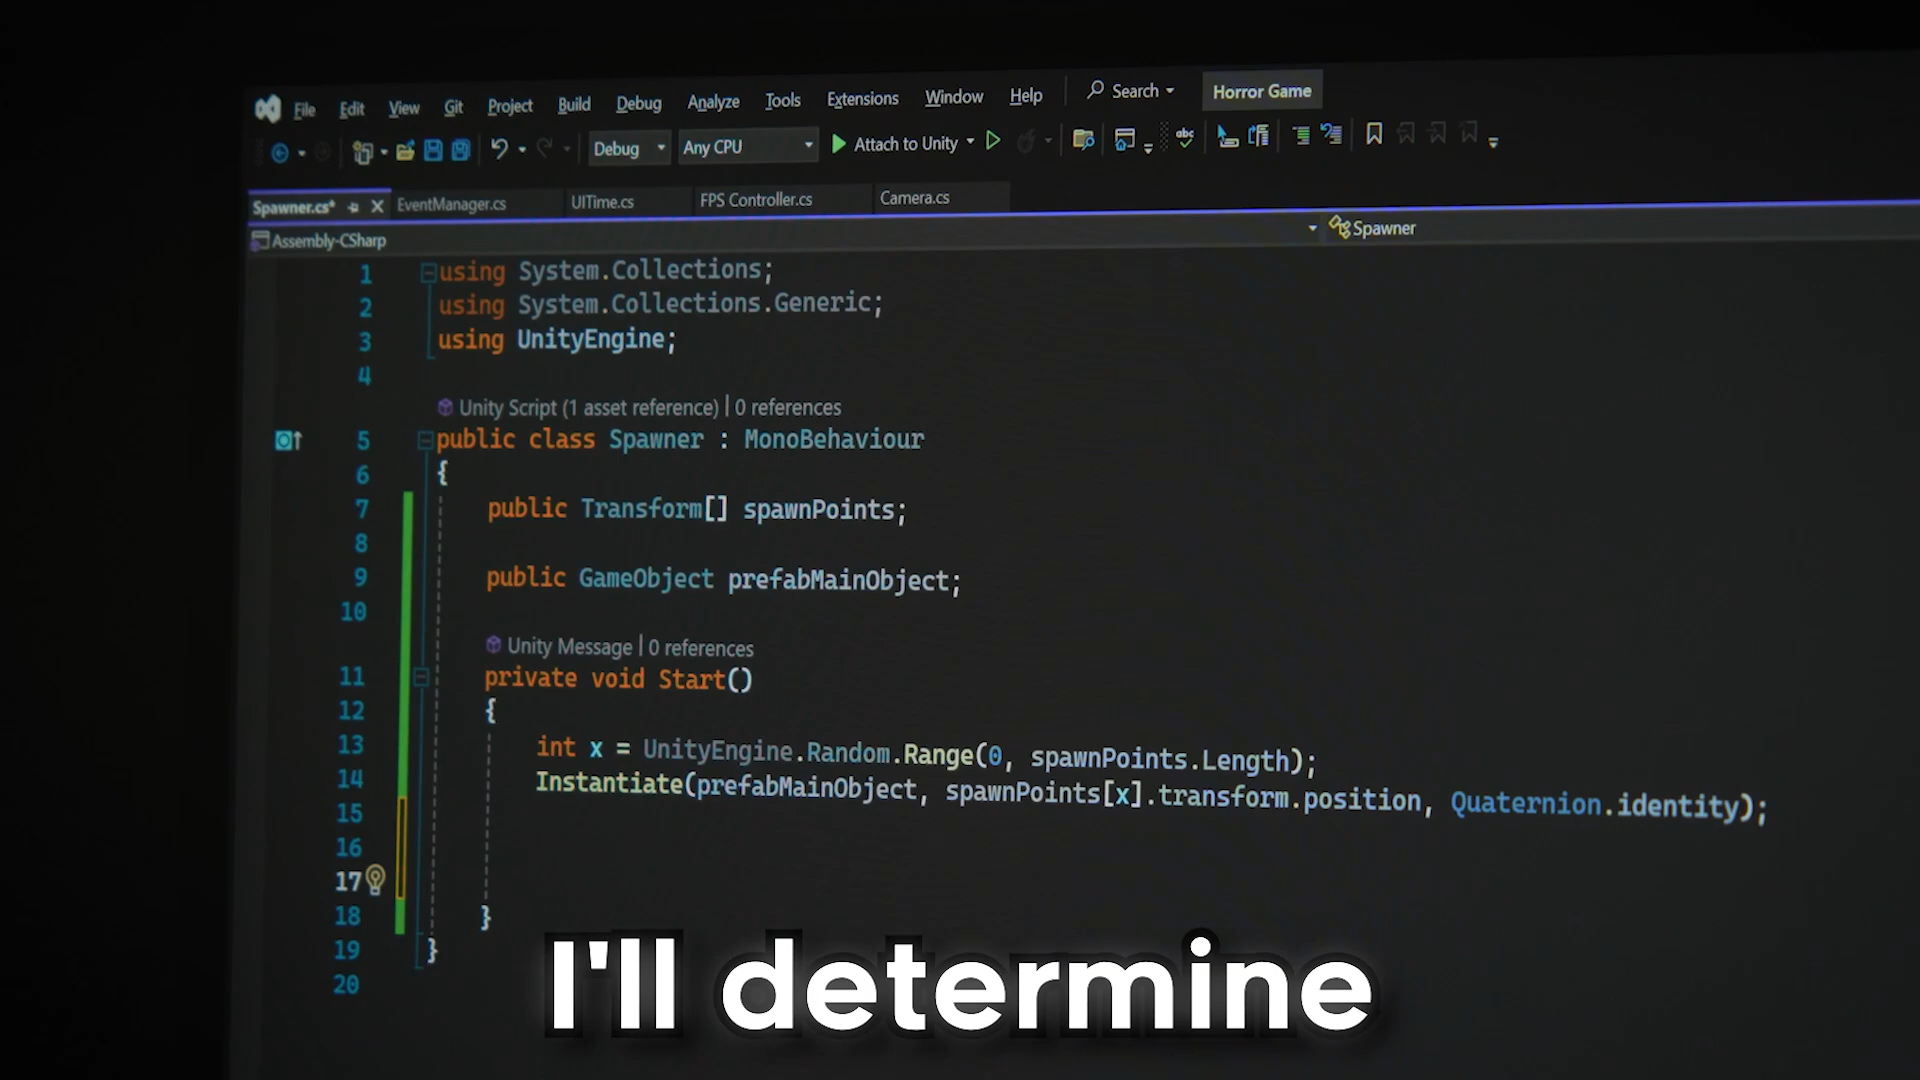 File Edit View Git Project Build Debug Analyze Tools Extensions Window Help Search Horror Game
Debug Any CPU Attach to Unity
Spawner.cs* EventManager.cs UITime.cs FPS Controller.cs Camera.cs
Assembly-CSharp Spawner
1 using System.Collections;
2 using System.Collections.Generic;
3 using UnityEngine;
4
Unity Script (1 asset reference) | 0 references
5 public class Spawner : MonoBehaviour
6 {
7 public Transform[] spawnPoints;
8
9 public GameObject prefabMainObject;
10
Unity Message | 0 references
11 private void Start()
12 {
13 int x = UnityEngine.Random.Range(0, spawnPoints.Length);
14 Instantiate(prefabMainObject, spawnPoints[x].transform.position, Quaternion.identity);
15
16
17
18 }
19 }
20
I'll determine